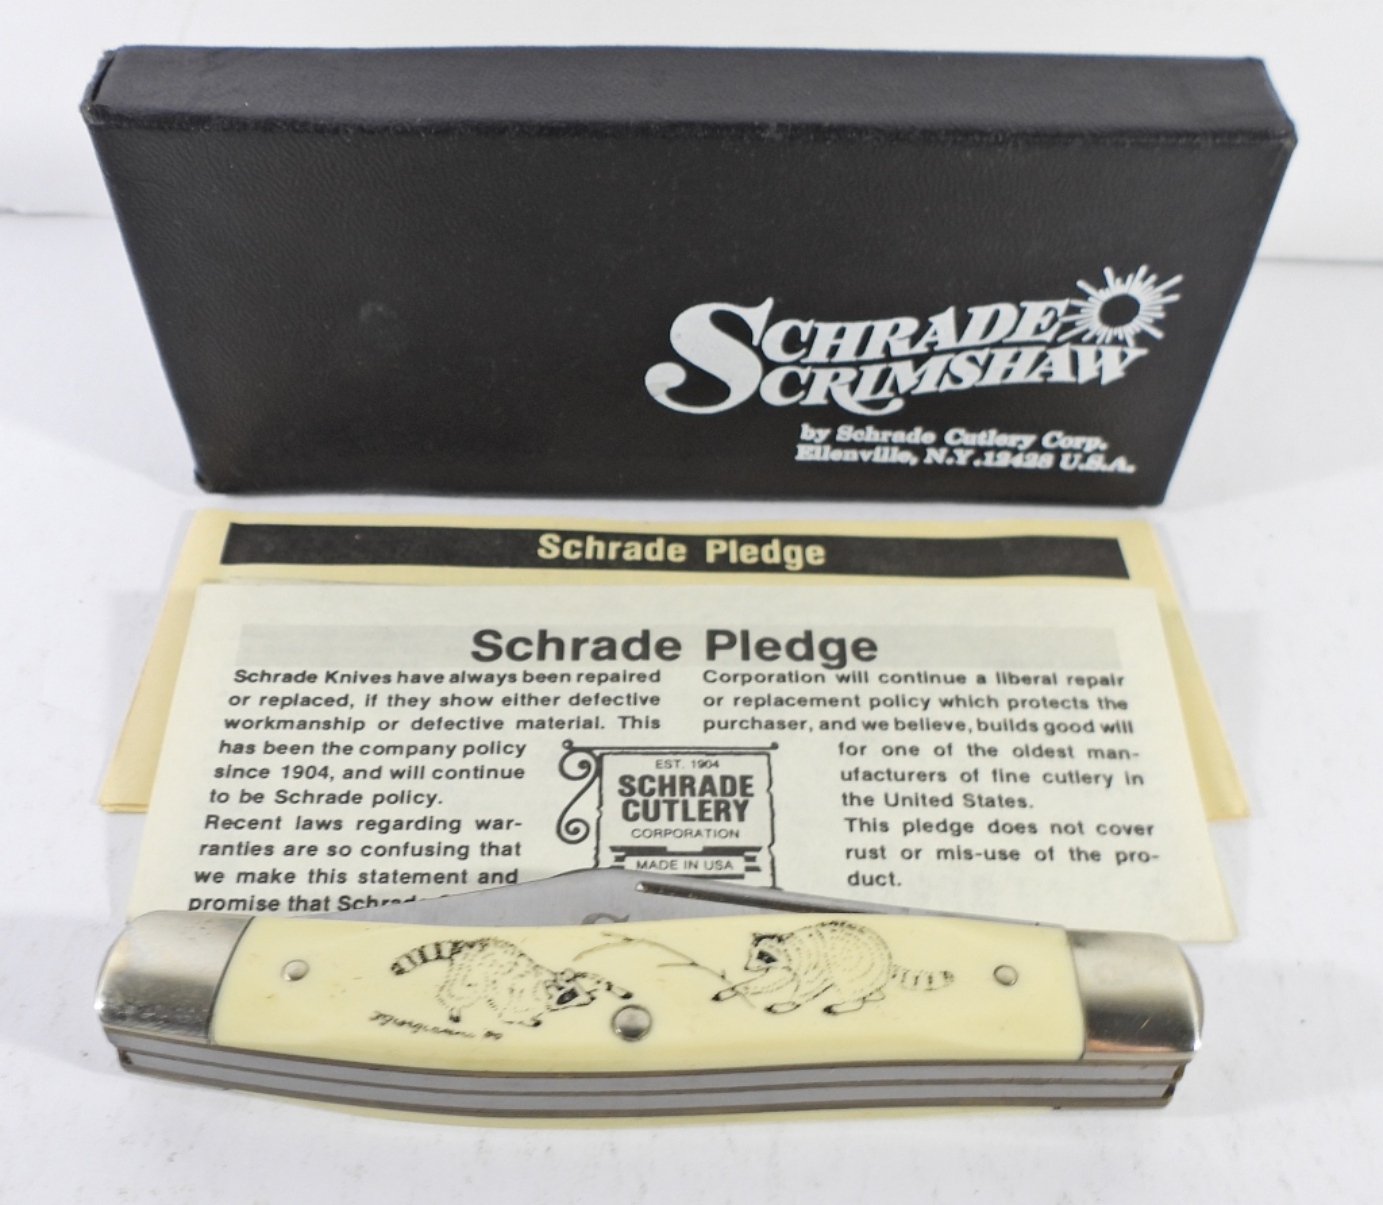 SCHRADE
SCRIMSHAW
by Schrade Cutlery Corp.
Ellenville, N.Y. 12428 U.S.A.
Schrade Pledge
Schrade Pledge
Schrade Knives have always been repaired
or replaced, if they show either defective
workmanship or defective material. This
has been the company policy
since 1904, and will continue
to be Schrade policy.
Recent laws regarding war-
ranties are so confusing that
we make this statement and
promise that
EST. 1904
SCHRADE
CUTLERY
CORPORATION
MADE IN USA
Corporation will continue a liberal repair
or replacement policy which protects the
purchaser, and we believe, builds good will
for one of the oldest man-
ufacturers of fine cutlery in
the United States.
This pledge does not cover
rust or mis-use of the pro-
duct.